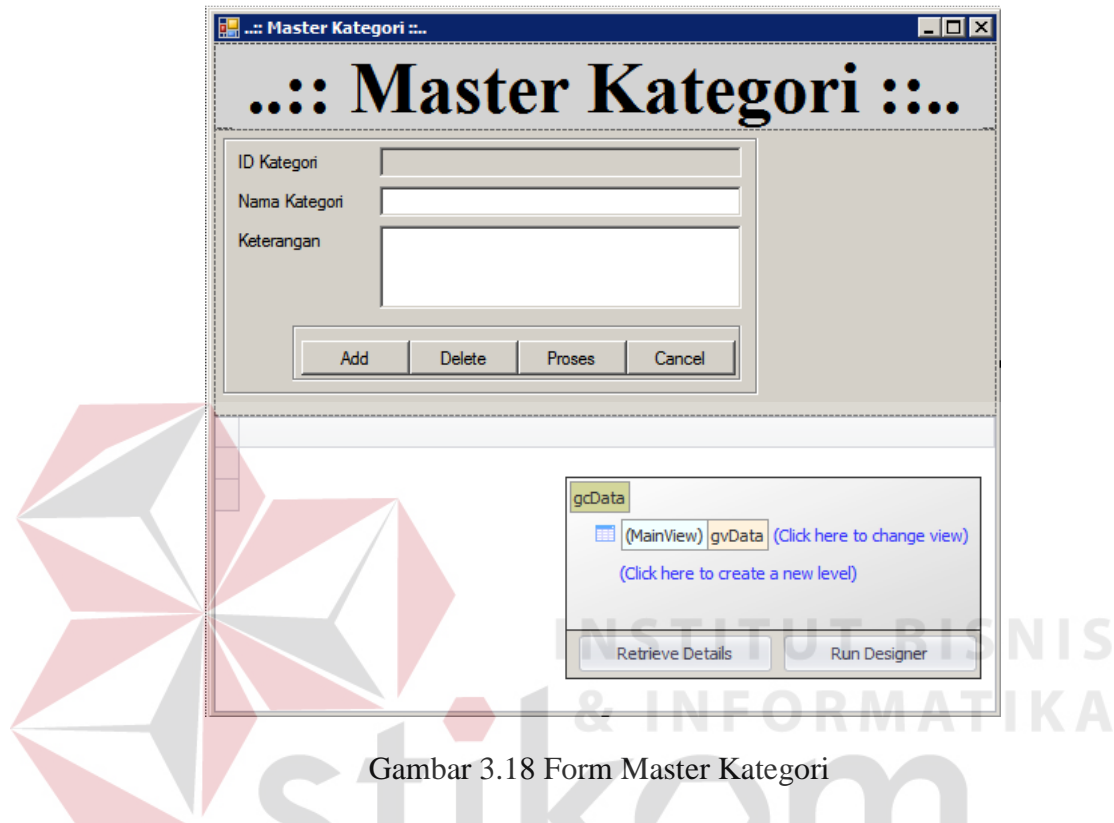 ..:: Master Kategori ::..
..:: Master Kategori ::..
ID Kategori
Nama Kategori
Keterangan
Add Delete Proses Cancel
gcData
(MainView) gvData (Click here to change view)
(Click here to create a new level)
Retrieve Details Run Designer
INSTITUT BISNIS
& INFORMATIKA
stikom
Gambar 3.18 Form Master Kategori